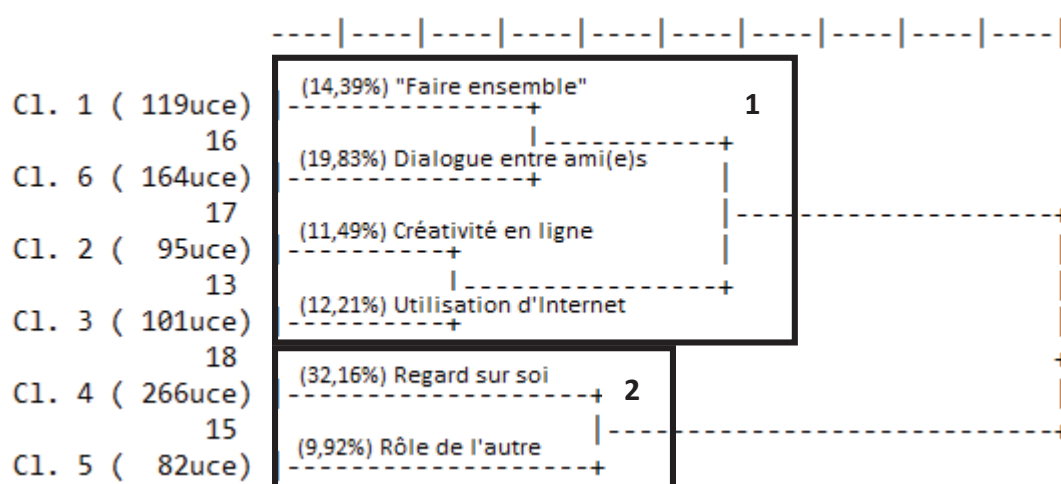 ----|----|----|----|----|----|----|----|----|----|
(14,39%) "Faire ensemble"
Cl. 1 ( 119uce) |---------------+ 1
16
(19,83%) Dialogue entre ami(e)s
Cl. 6 ( 164uce) |---------------+
17
(11,49%) Créativité en ligne
Cl. 2 ( 95uce) |----------+
13
(12,21%) Utilisation d'Internet
Cl. 3 ( 101uce) |----------+
18
(32,16%) Regard sur soi
Cl. 4 ( 266uce) |-------------------+ 2
15
(9,92%) Rôle de l'autre
Cl. 5 ( 82uce) |-------------------+